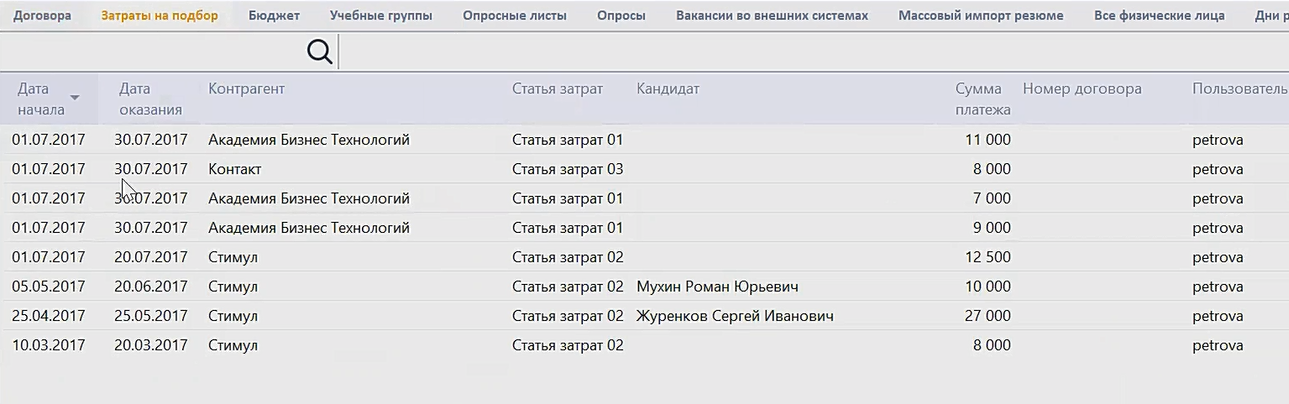 Договора Затраты на подбор Бюджет Учебные группы Опросные листы Опросы Вакансии во внешних системах Массовый импорт резюме Все физические лица Дни
Дата начала Дата оказания Контрагент Статья затрат Кандидат Сумма платежа Номер договора Пользователь
01.07.2017 30.07.2017 Академия Бизнес Технологий Статья затрат 01 11 000 petrova
01.07.2017 30.07.2017 Контакт Статья затрат 03 8 000 petrova
01.07.2017 30.07.2017 Академия Бизнес Технологий Статья затрат 01 7 000 petrova
01.07.2017 30.07.2017 Академия Бизнес Технологий Статья затрат 01 9 000 petrova
01.07.2017 20.07.2017 Стимул Статья затрат 02 12 500 petrova
05.05.2017 20.06.2017 Стимул Статья затрат 02 Мухин Роман Юрьевич 10 000 petrova
25.04.2017 25.05.2017 Стимул Статья затрат 02 Журенков Сергей Иванович 27 000 petrova
10.03.2017 20.03.2017 Стимул Статья затрат 02 8 000 petrova